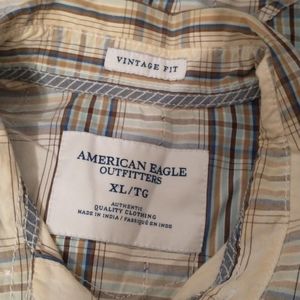 VINTAGE FIT
AMERICAN EAGLE
OUTFITTERS
XL/TG
AUTHENTIC
QUALITY CLOTHING
MADE IN INDIA / FABRIQUÉ EN INDE